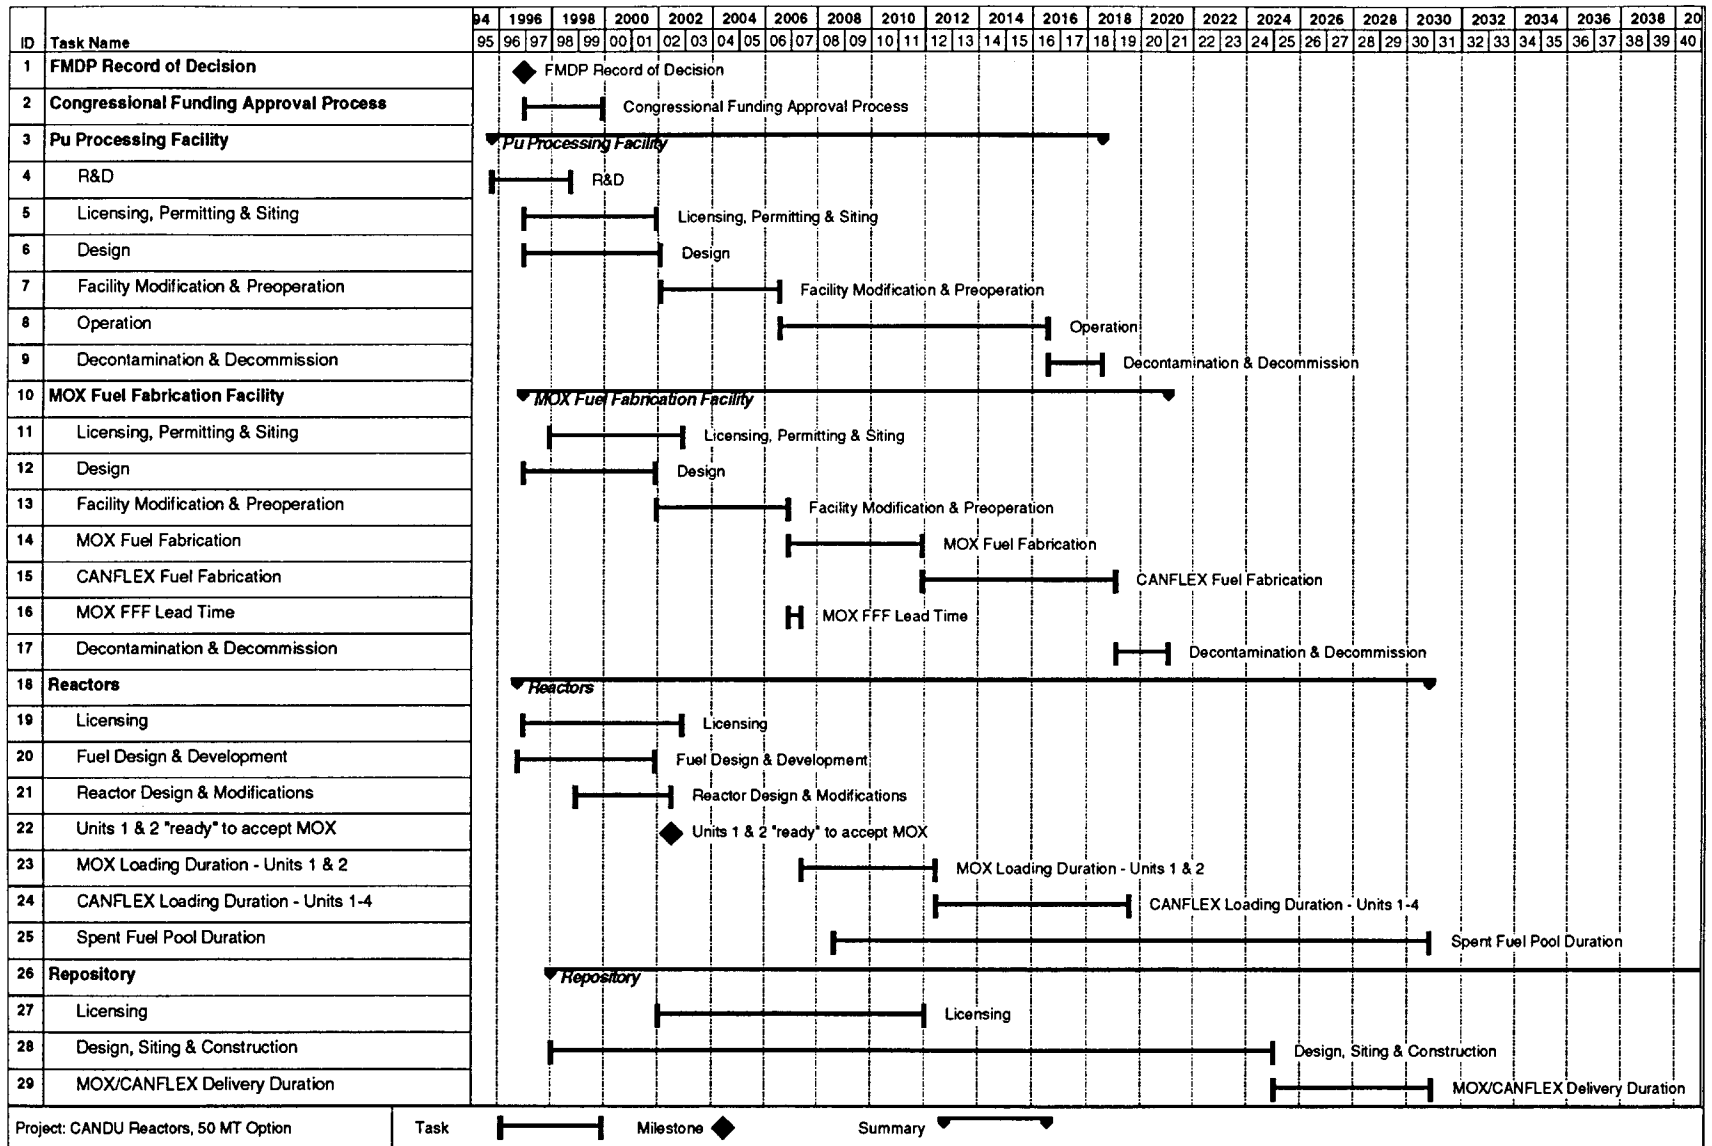 94 1996 1998 2000 2002 2004 2006 2008 2010 2012 2014 2016 2018 2020 2022 2024 2026 2028 2030 2032 2034 2036 2038 20
ID Task Name 95 96 97 98 99 00 01 02 03 04 05 06 07 08 09 10 11 12 13 14 15 16 17 18 19 20 21 22 23 24 25 26 27 28 29 30 31 32 33 34 35 36 37 38 39 40
1 FMDP Record of Decision FMDP Record of Decision
2 Congressional Funding Approval Process Congressional Funding Approval Process
3 Pu Processing Facility Pu Processing Facility
4 R&D R&D
5 Licensing, Permitting & Siting Licensing, Permitting & Siting
6 Design Design
7 Facility Modification & Preoperation Facility Modification & Preoperation
8 Operation Operation
9 Decontamination & Decommission Decontamination & Decommission
10 MOX Fuel Fabrication Facility MOX Fuel Fabrication Facility
11 Licensing, Permitting & Siting Licensing, Permitting & Siting
12 Design Design
13 Facility Modification & Preoperation Facility Modification & Preoperation
14 MOX Fuel Fabrication MOX Fuel Fabrication
15 CANFLEX Fuel Fabrication CANFLEX Fuel Fabrication
16 MOX FFF Lead Time MOX FFF Lead Time
17 Decontamination & Decommission Decontamination & Decommission
18 Reactors Reactors
19 Licensing Licensing
20 Fuel Design & Development Fuel Design & Development
21 Reactor Design & Modifications Reactor Design & Modifications
22 Units 1 & 2 "ready" to accept MOX Units 1 & 2 "ready" to accept MOX
23 MOX Loading Duration - Units 1 & 2 MOX Loading Duration - Units 1 & 2
24 CANFLEX Loading Duration - Units 1-4 CANFLEX Loading Duration - Units 1-4
25 Spent Fuel Pool Duration Spent Fuel Pool Duration
26 Repository Repository
27 Licensing Licensing
28 Design, Siting & Construction Design, Siting & Construction
29 MOX/CANFLEX Delivery Duration MOX/CANFLEX Delivery Duration
Project: CANDU Reactors, 50 MT Option Task Milestone Summary